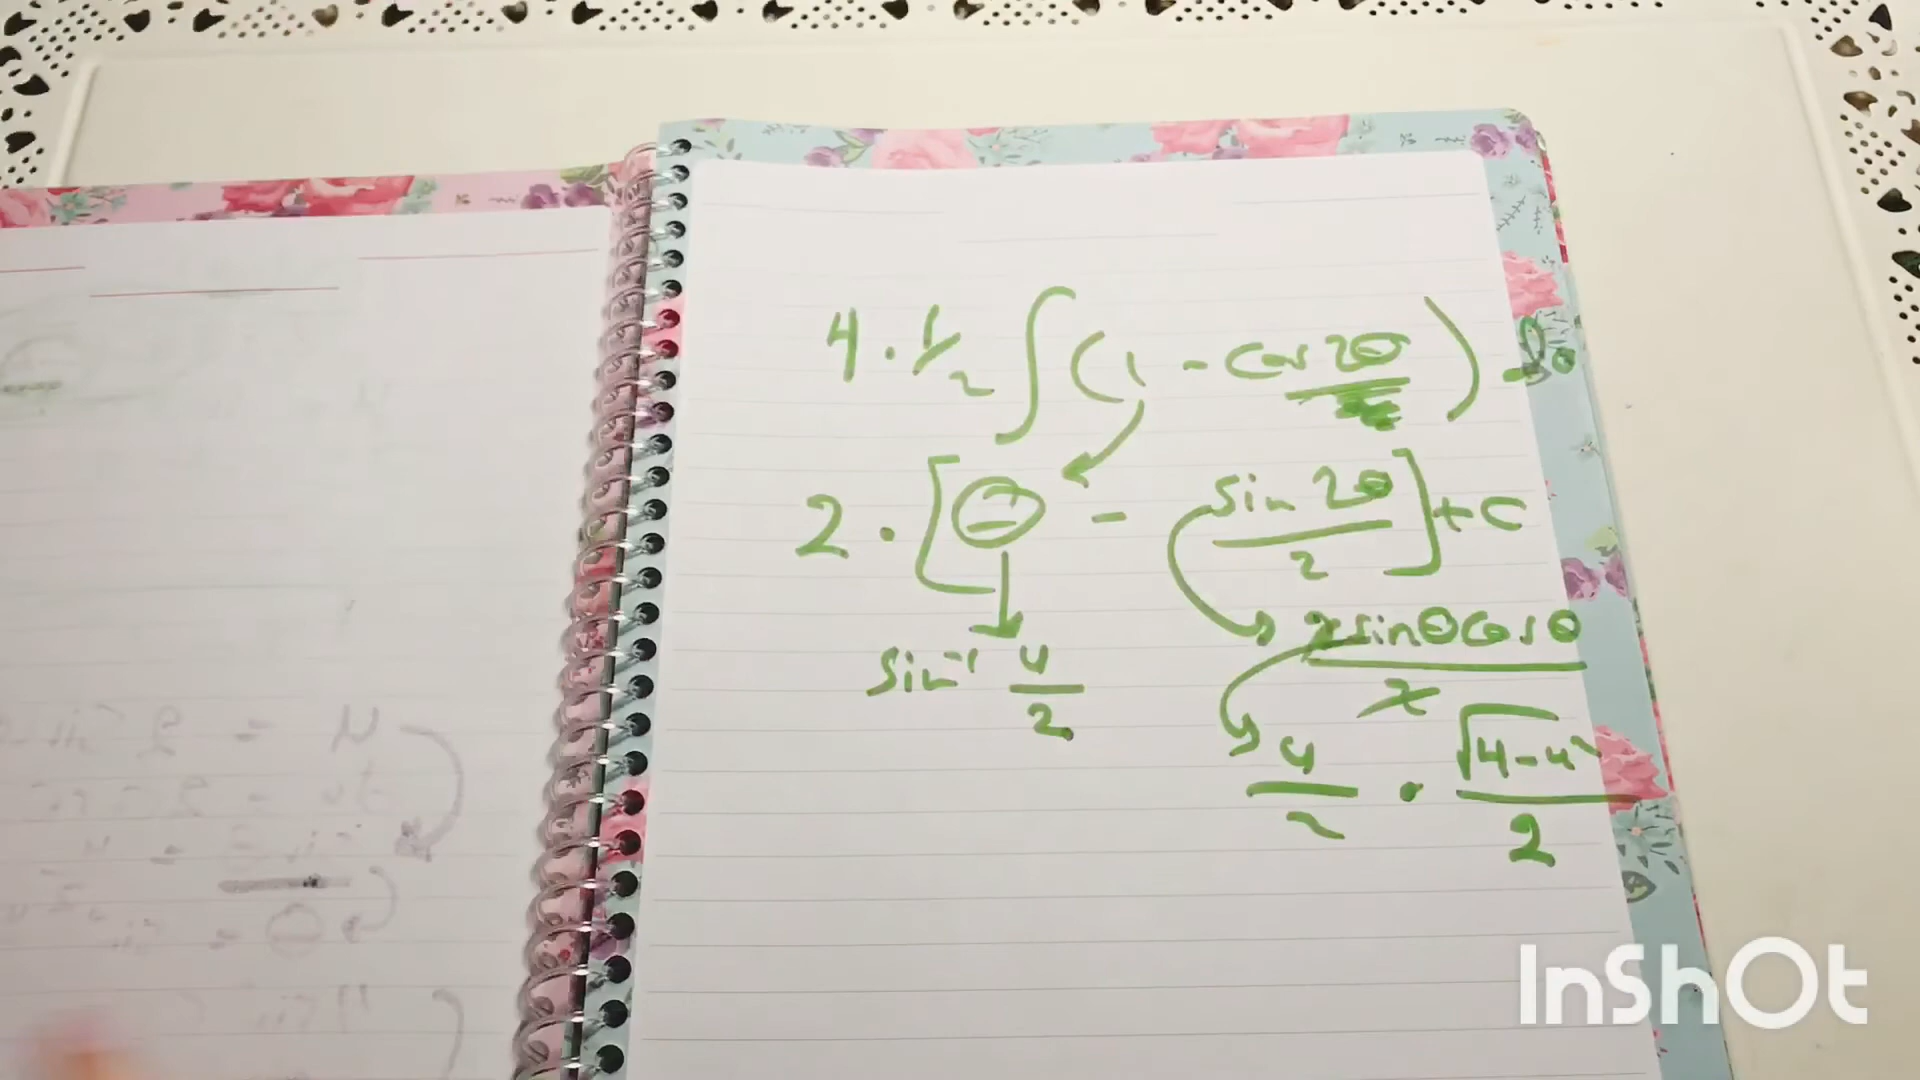 4 · 1/2 ∫ (1 - cos 2θ) dθ
2 · [θ - sin 2θ / 2] + c
sin⁻¹ u/2
2 sinθ cosθ / 2
u/2 · √4-u² / 2
InShOt